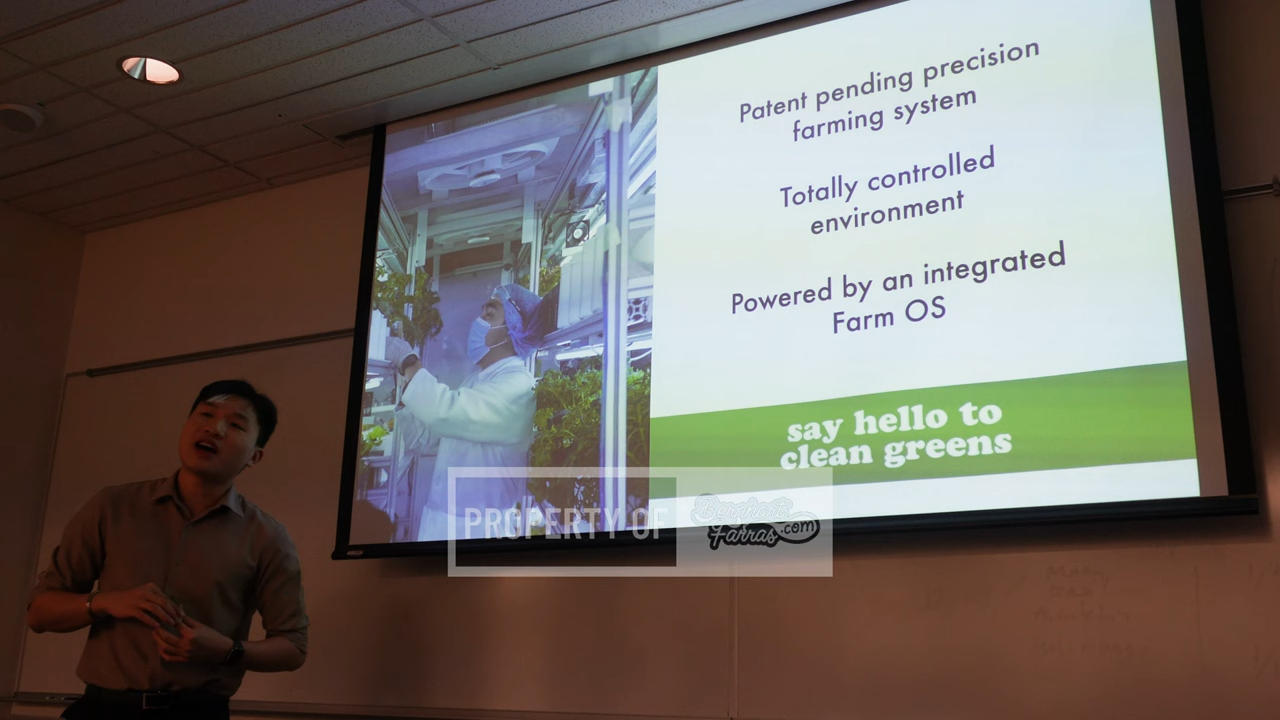 Patent pending precision
farming system
Totally controlled
environment
Powered by an integrated
Farm OS
say hello to
clean greens
PROPERTY OF
Farras.com